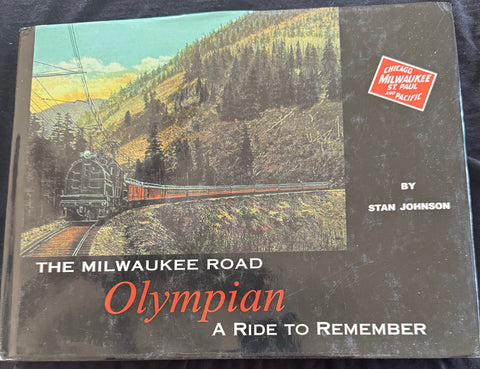 CHICAGO
MILWAUKEE
ST. PAUL
AND PACIFIC
BY
STAN JOHNSON
THE MILWAUKEE ROAD
Olympian
A RIDE TO REMEMBER